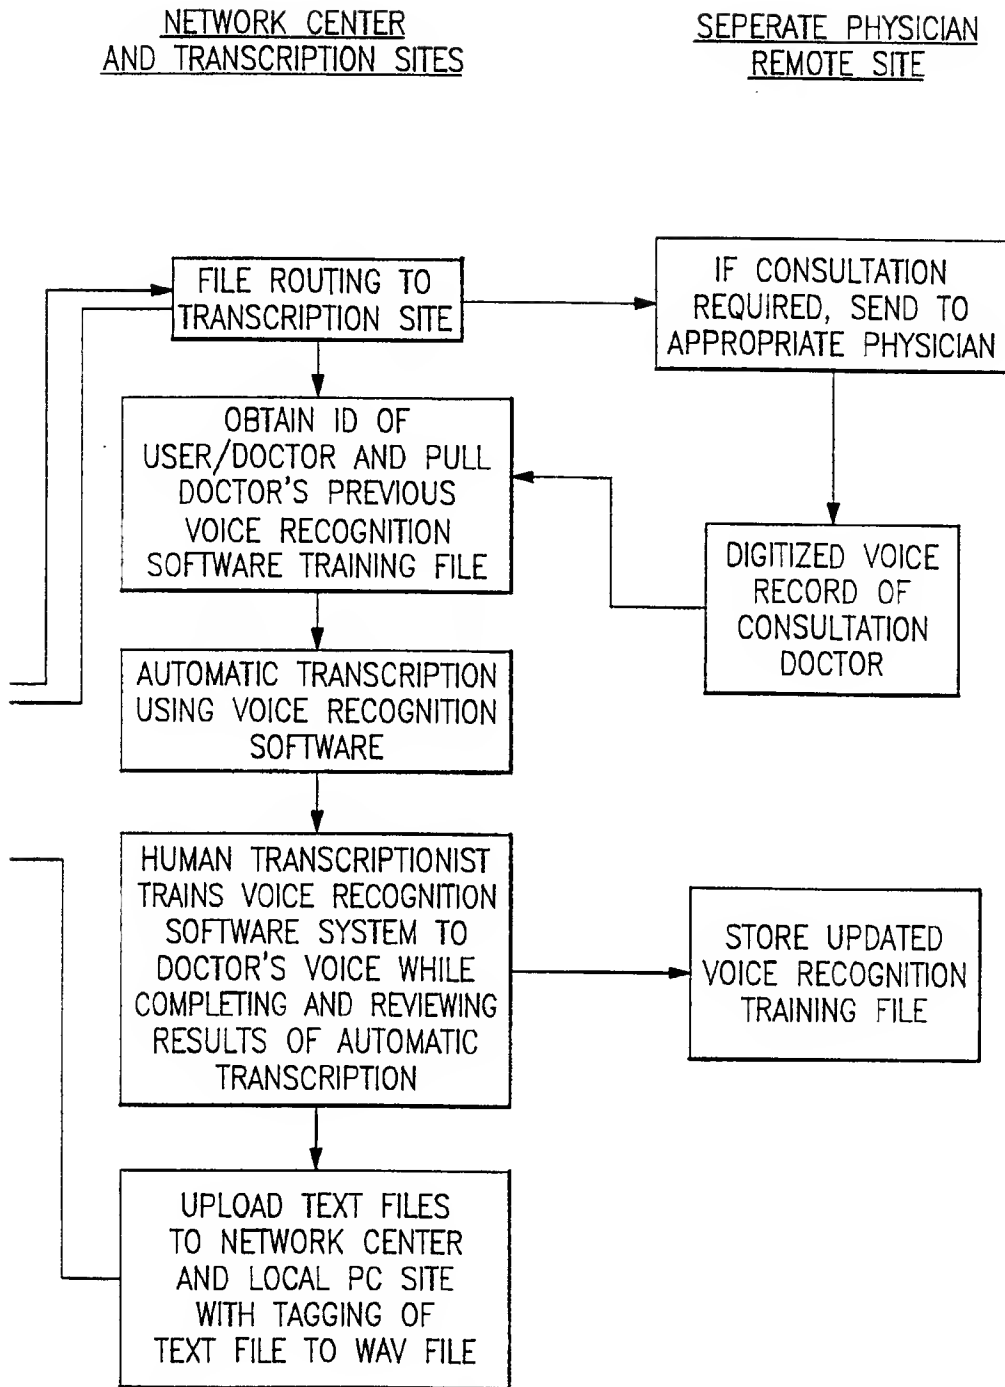 NETWORK CENTER
AND TRANSCRIPTION SITES
SEPERATE PHYSICIAN
REMOTE SITE
FILE ROUTING TO
TRANSCRIPTION SITE
IF CONSULTATION
REQUIRED, SEND TO
APPROPRIATE PHYSICIAN
OBTAIN ID OF
USER/DOCTOR AND PULL
DOCTOR'S PREVIOUS
VOICE RECOGNITION
SOFTWARE TRAINING FILE
DIGITIZED VOICE
RECORD OF
CONSULTATION
DOCTOR
AUTOMATIC TRANSCRIPTION
USING VOICE RECOGNITION
SOFTWARE
HUMAN TRANSCRIPTIONIST
TRAINS VOICE RECOGNITION
SOFTWARE SYSTEM TO
DOCTOR'S VOICE WHILE
COMPLETING AND REVIEWING
RESULTS OF AUTOMATIC
TRANSCRIPTION
STORE UPDATED
VOICE RECOGNITION
TRAINING FILE
UPLOAD TEXT FILES
TO NETWORK CENTER
AND LOCAL PC SITE
WITH TAGGING OF
TEXT FILE TO WAV FILE